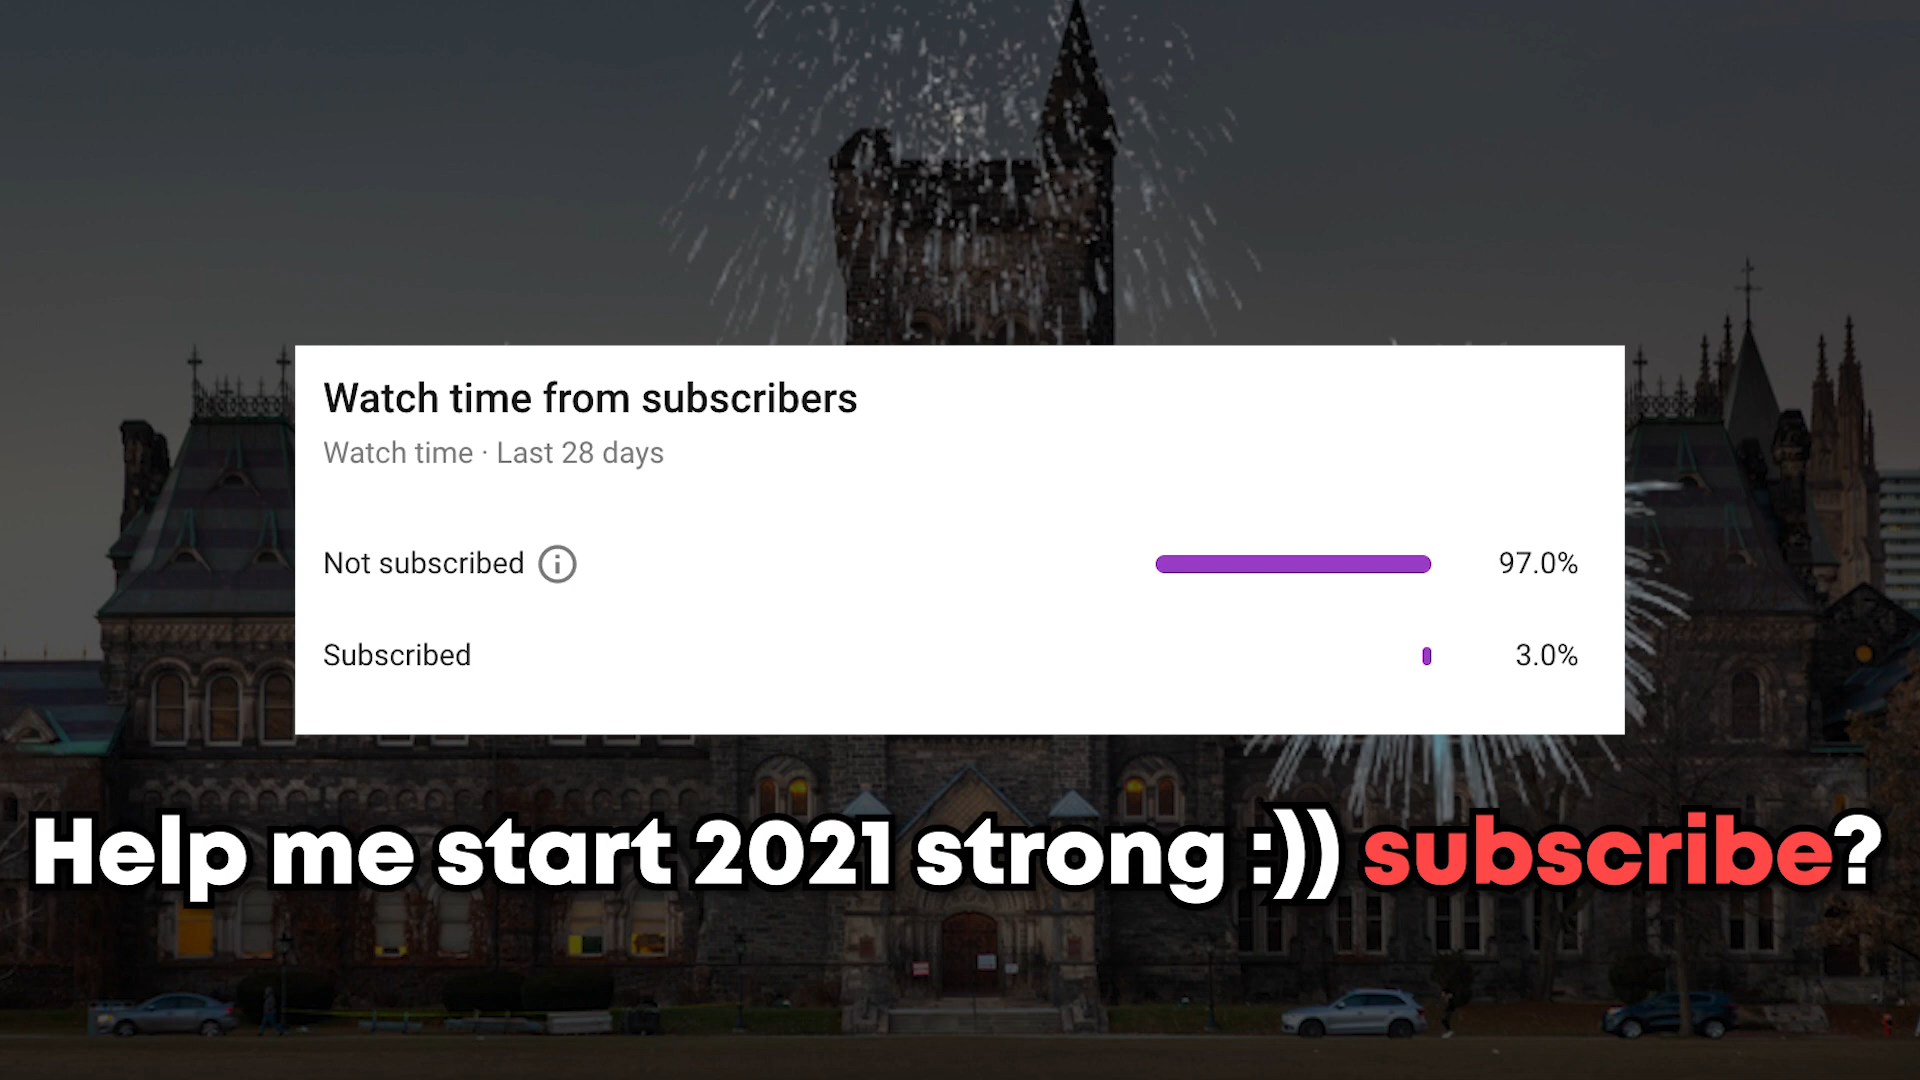 Watch time from subscribers
Watch time · Last 28 days
Not subscribed 97.0%
Subscribed 3.0%
Help me start 2021 strong :)) subscribe?